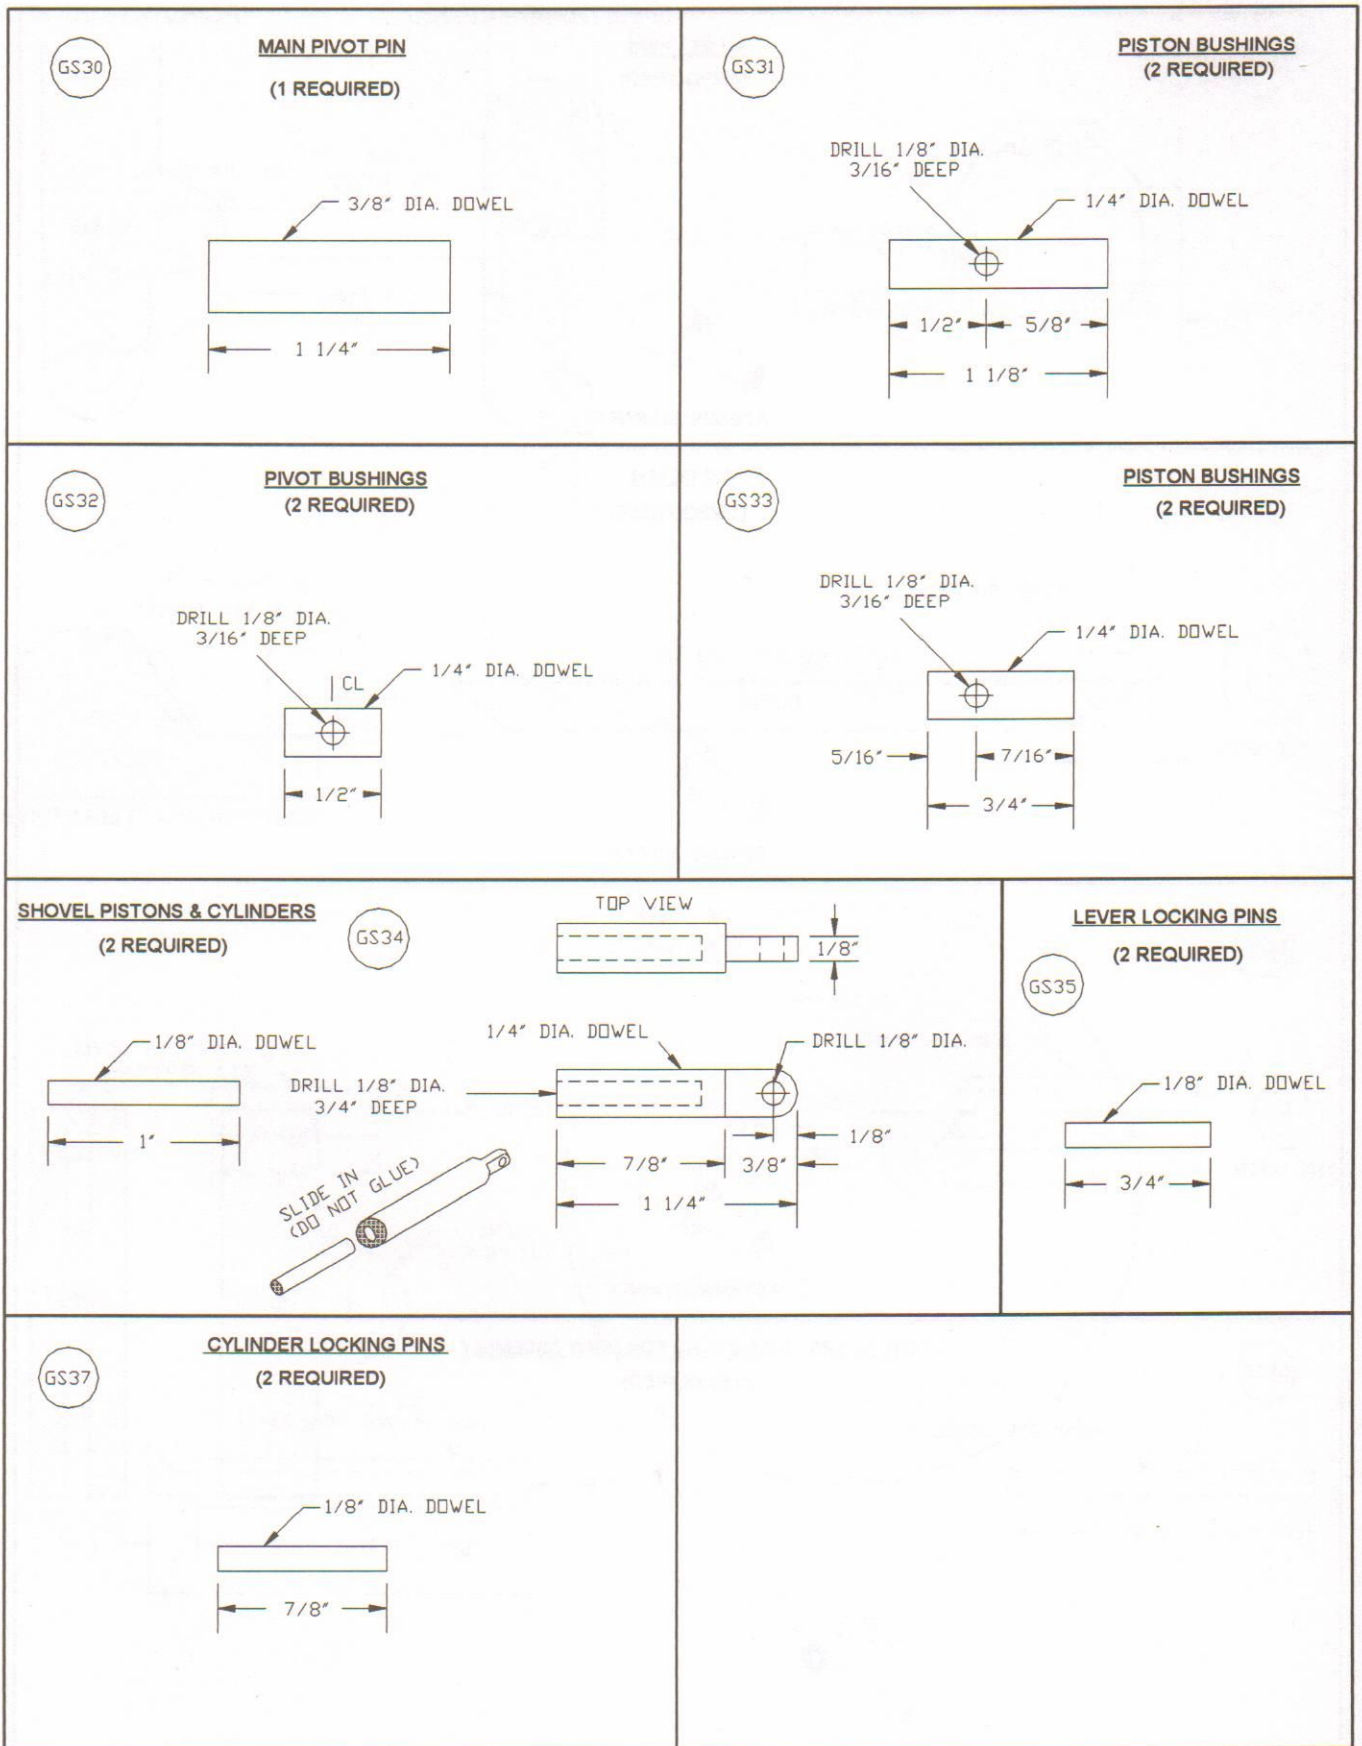 GS30
MAIN PIVOT PIN
(1 REQUIRED)
3/8" DIA. DOWEL
1 1/4"
GS31
PISTON BUSHINGS
(2 REQUIRED)
DRILL 1/8" DIA.
3/16" DEEP
1/4" DIA. DOWEL
1/2"
5/8"
1 1/8"
GS32
PIVOT BUSHINGS
(2 REQUIRED)
DRILL 1/8" DIA.
3/16" DEEP
CL
1/4" DIA. DOWEL
1/2"
GS33
PISTON BUSHINGS
(2 REQUIRED)
DRILL 1/8" DIA.
3/16" DEEP
1/4" DIA. DOWEL
5/16"
7/16"
3/4"
SHOVEL PISTONS & CYLINDERS
(2 REQUIRED)
GS34
TOP VIEW
1/8"
1/8" DIA. DOWEL
1"
1/4" DIA. DOWEL
DRILL 1/8" DIA.
DRILL 1/8" DIA.
3/4" DEEP
1/8"
7/8"
3/8"
1 1/4"
SLIDE IN
(DO NOT GLUE)
LEVER LOCKING PINS
(2 REQUIRED)
GS35
1/8" DIA. DOWEL
3/4"
GS37
CYLINDER LOCKING PINS
(2 REQUIRED)
1/8" DIA. DOWEL
7/8"